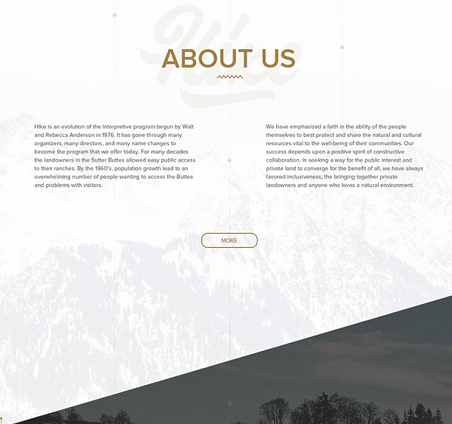 Hike
ABOUT US
Hike is an evolution of the interpretive program begun by Walt
and Rebecca Anderson in 1976. It has gone through many
organizers, many directors, and many name changes to
become the program that we offer today. For many decades
the landowners in the Sutter Buttes allowed easy public access
to their ranches. By the 1960's, population growth lead to an
overwhelming number of people wanting to access the Buttes
and problems with visitors.
We have emphasized a faith in the ability of the people
themselves to best protect and share the natural and cultural
resources vital to the well-being of their communities. Our
success depends upon a positive spirit of constructive
collaboration. In seeking a way for the public interest and
private land to converge for the benefit of all, we have always
favored inclusiveness; the bringing together private
landowners and anyone who loves a natural environment.
MORE